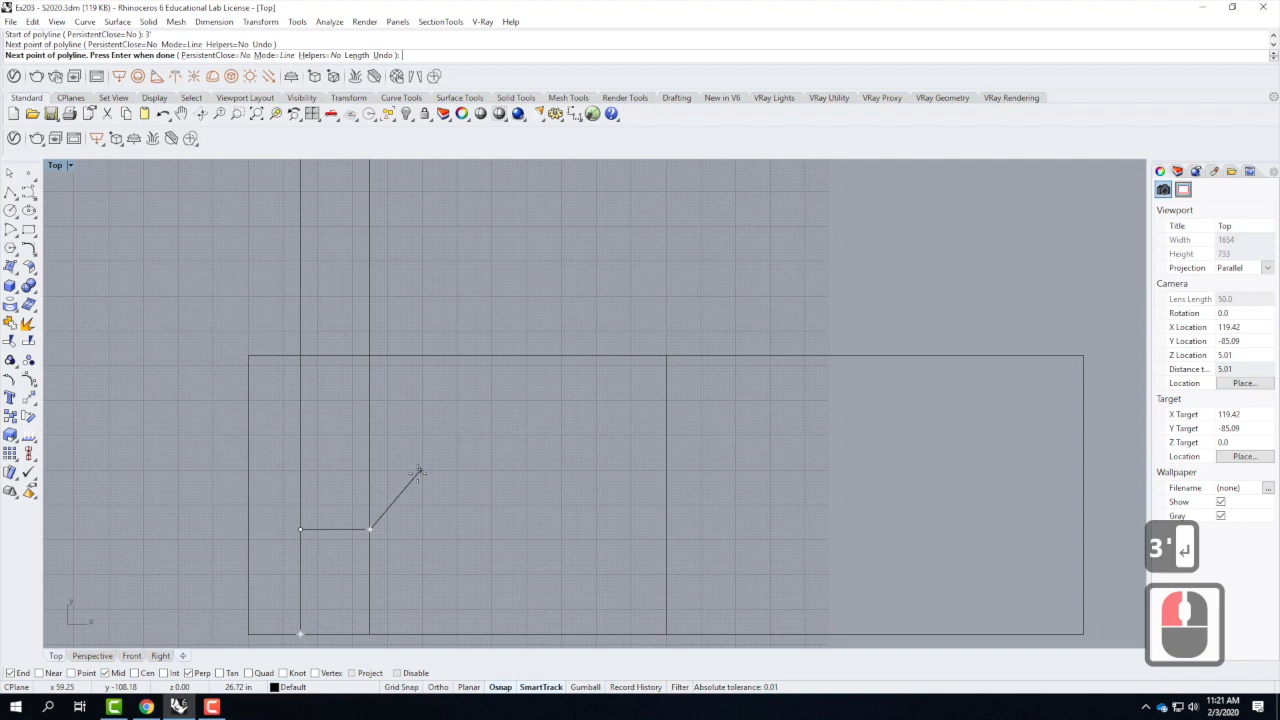 Ex203 - S2020.3dm (119 KB) - Rhinoceros 6 Educational Lab License - [Top]
File Edit View Curve Surface Solid Mesh Dimension Transform Tools Analyze Render Panels SectionTools V-Ray Help
Start of polyline ( PersistentClose=No ): 3'
Next point of polyline ( PersistentClose=No Mode=Line Helpers=No Undo )
Next point of polyline. Press Enter when done ( PersistentClose=No Mode=Line Helpers=No Length Undo ):
Standard CPlanes Set View Display Select Viewport Layout Visibility Transform Curve Tools Surface Tools Solid Tools Mesh Tools Render Tools Drafting New in V6 VRay Lights VRay Utilities VRay Proxy VRay Geometry VRay Rendering
Top
Viewport
Title Top
Width 1654
Height 733
Projection Parallel
Camera
Lens Length 50.0
Rotation 0.0
X Location 119.42
Y Location -85.09
Z Location 5.01
Distance t... 5.01
Location Place...
Target
X Target 119.42
Y Target -85.09
Z Target 0.0
Location Place...
Wallpaper
Filename (none) ...
Show
Gray
3'
y
x
Top Perspective Front Right
End Near Point Mid Cen Int Perp Tan Quad Knot Vertex Project Disable
CPlane x 59.25 y -108.18 z 0.00 26.72 in Default Grid Snap Ortho Planar Osnap SmartTrack Gumball Record History Filter Absolute tolerance: 0.01
11:21 AM
2/3/2020